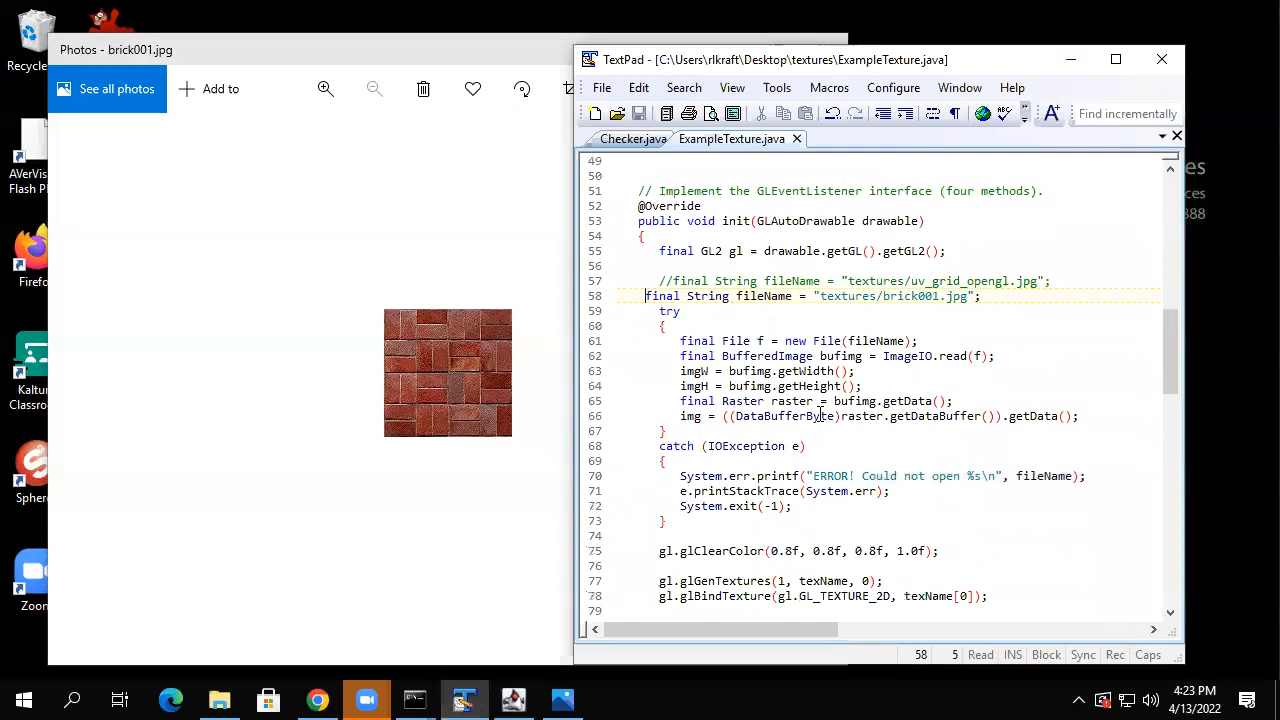 Recycle
AVerVis
Flash P
Firefo
Kaltur
Sphere
Zoon
Photos - brick001.jpg
See all photos
Add to
TextPad - [C:\Users\rlkraft\Desktop\textures\ExampleTexture.java]
File Edit Search View Tools Macros Configure Window Help
Find incrementally
Checker.java ExampleTexture.java
49
50
51 // Implement the GLEventListener interface (four methods).
52 @Override
53 public void init(GLAutoDrawable drawable)
54 {
55 final GL2 gl = drawable.getGL().getGL2();
56
57 //final String fileName = "textures/uv_grid_opengl.jpg";
58 final String fileName = "textures/brick001.jpg";
59 try
60 {
61 final File f = new File(fileName);
62 final BufferedImage bufimg = ImageIO.read(f);
63 imgW = bufimg.getWidth();
64 imgH = bufimg.getHeight();
65 final Raster raster = bufimg.getData();
66 img = ((DataBufferByte)raster.getDataBuffer()).getData();
67 }
68 catch (IOException e)
69 {
70 System.err.printf("ERROR! Could not open %s\n", fileName);
71 e.printStackTrace(System.err);
72 System.exit(-1);
73 }
74
75 gl.glClearColor(0.8f, 0.8f, 0.8f, 1.0f);
76
77 gl.glGenTextures(1, texName, 0);
78 gl.glBindTexture(gl.GL_TEXTURE_2D, texName[0]);
79
58 5 Read INS Block Sync Rec Caps
es
ces
888
4:23 PM
4/13/2022